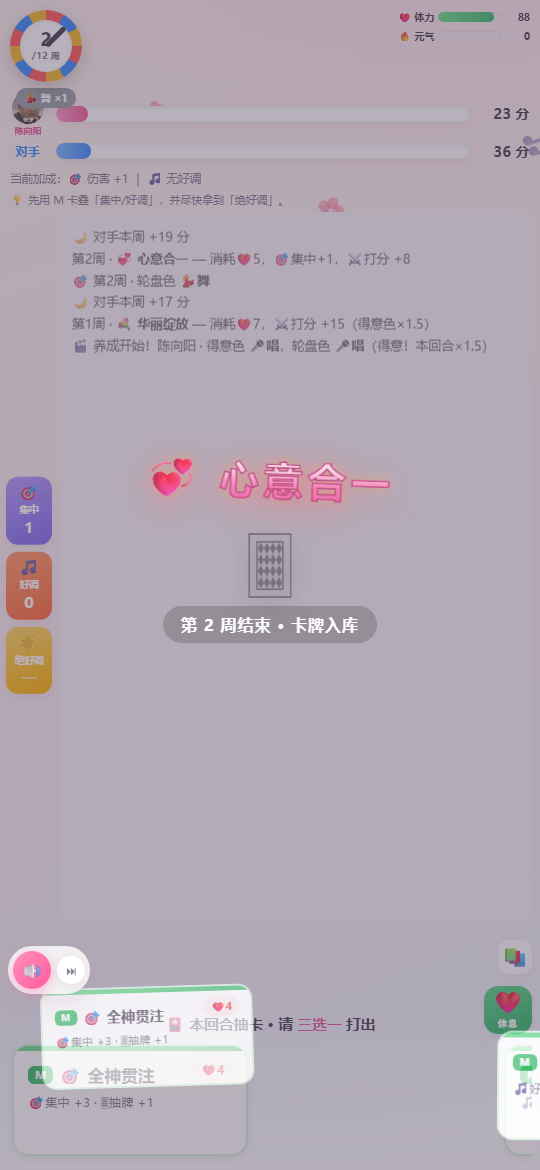 2
/12 周
体力 88
元气 0
舞 ×1
陈向阳 23 分
对手 36 分
当前加成: 伤害 +1 | 无好调
先用 M 卡叠「集中/好调」，并尽快拿到「绝好调」。
对手本周 +19 分
第2周 · 心意合一 — 消耗 5, 集中+1, 打分 +8
第2周 · 轮盘色 舞
对手本周 +17 分
第1周 · 华丽绽放 — 消耗 7, 打分 +15（得意色×1.5）
养成开始！陈向阳 · 得意色 唱，轮盘色 唱（得意！本回合×1.5）
心意合一
集中
1
好调
0
绝好调
—
第 2 周结束 • 卡牌入库
休息
本回合抽卡 • 请 三选一 打出
M 全神贯注 4
集中 +3 · 抽牌 +1
M 全神贯注 4
集中 +3 · 抽牌 +1
M
好